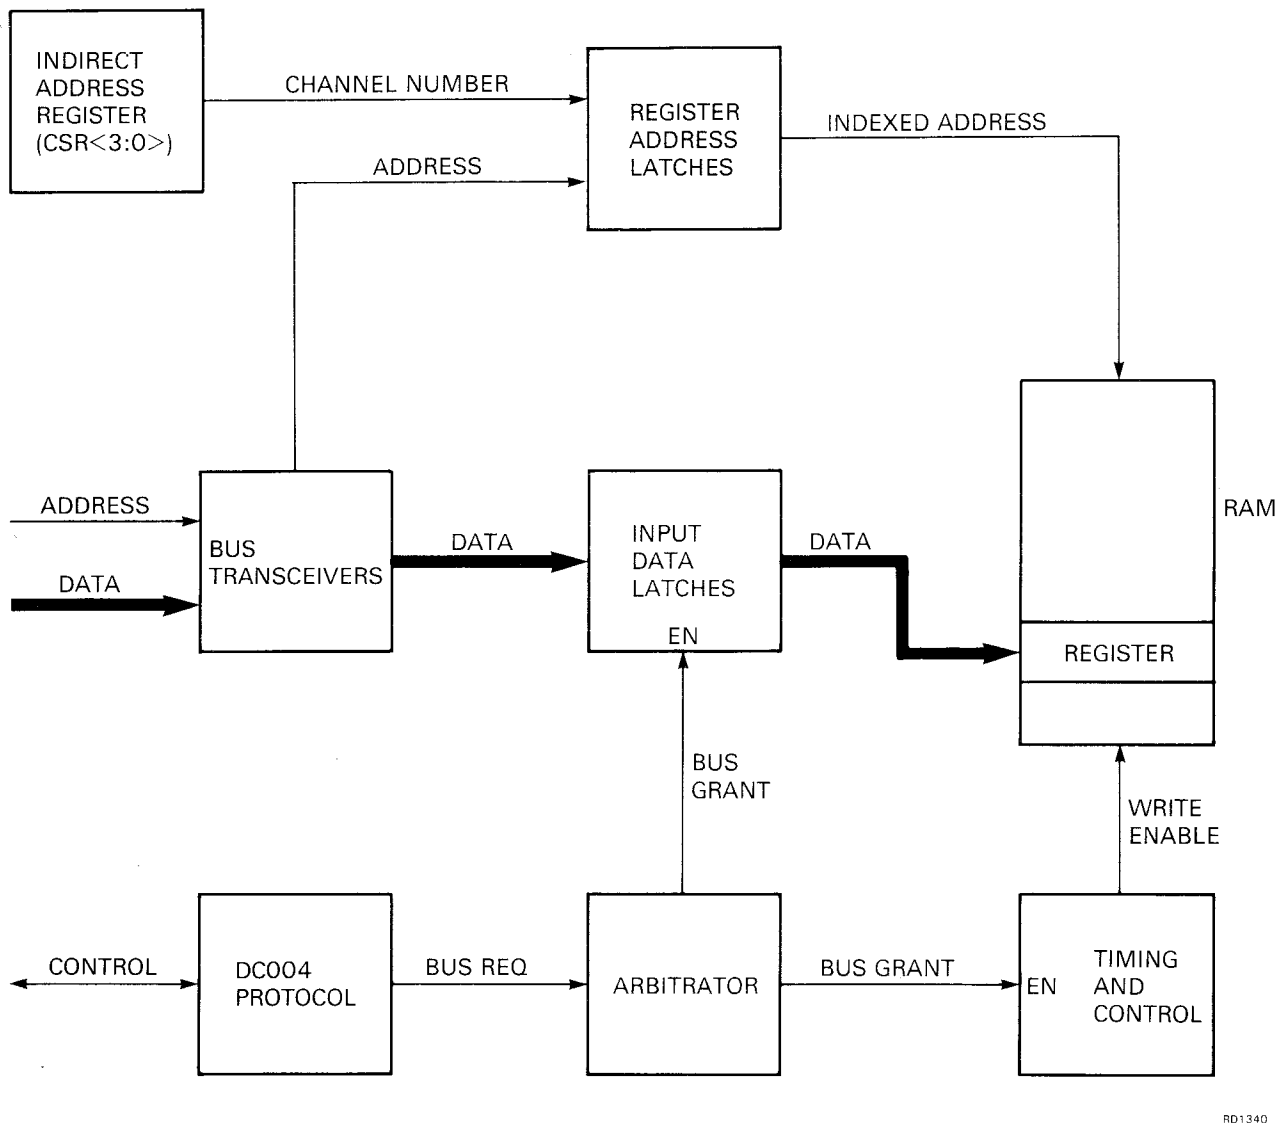 INDIRECT
ADDRESS
REGISTER
(CSR<3:0>)
CHANNEL NUMBER
ADDRESS
REGISTER
ADDRESS
LATCHES
INDEXED ADDRESS
ADDRESS
DATA
BUS
TRANSCEIVERS
DATA
INPUT
DATA
LATCHES
EN
DATA
RAM
REGISTER
BUS
GRANT
WRITE
ENABLE
CONTROL
DC004
PROTOCOL
BUS REQ
ARBITRATOR
BUS GRANT
EN
TIMING
AND
CONTROL
RD1340